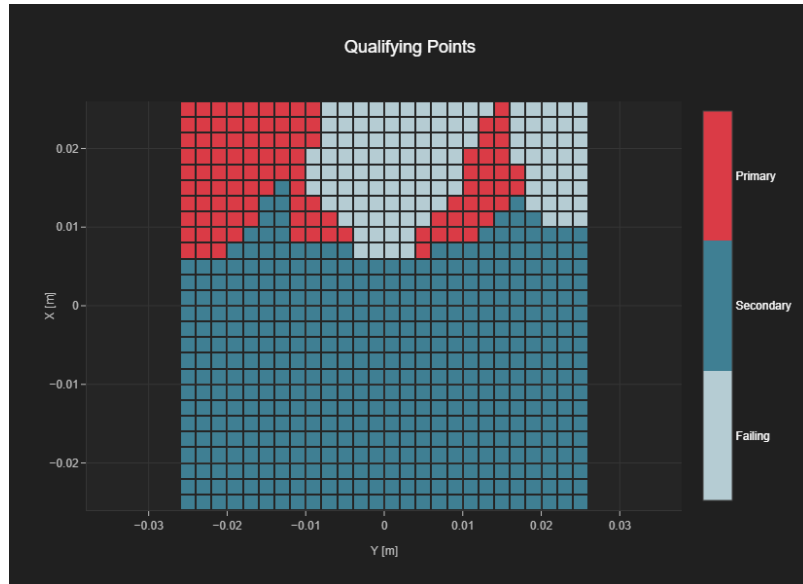 Qualifying Points
0.02
0.01
0
−0.01
−0.02
X [m]
−0.03
−0.02
−0.01
0
0.01
0.02
0.03
Y [m]
Primary
Secondary
Failing